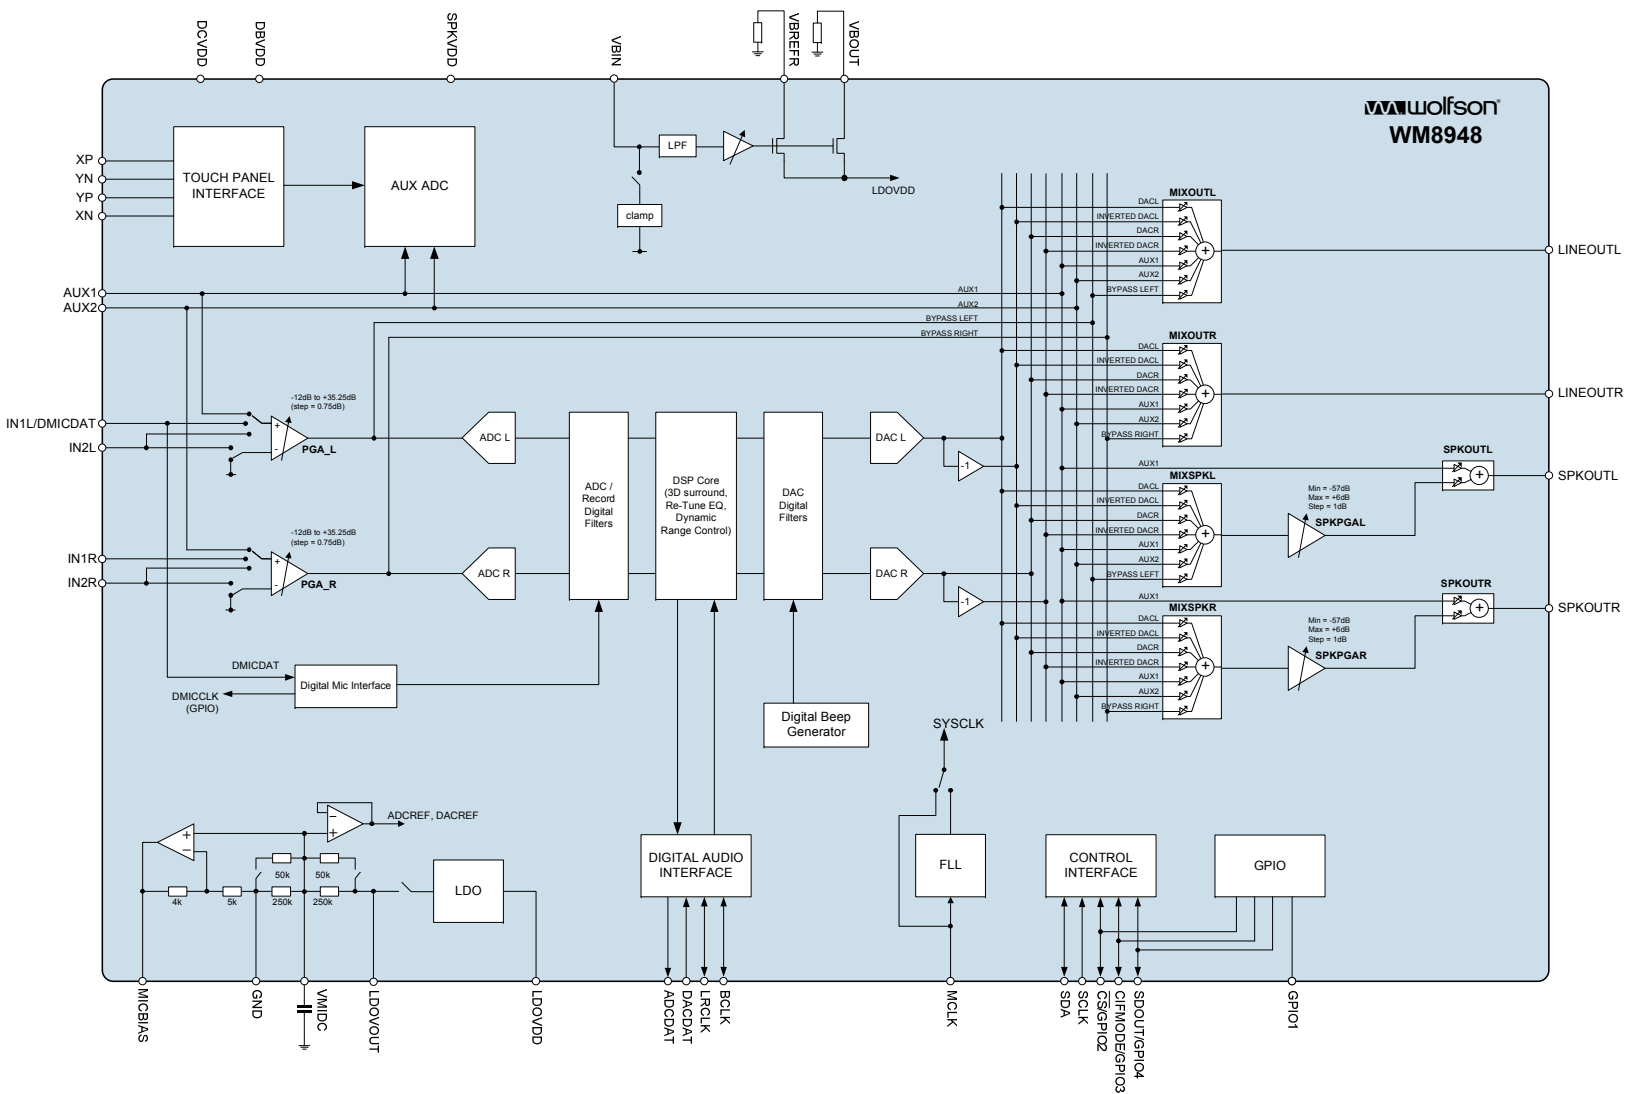 DCVDD
DBVDD
SPKVDD
VBIN
VBREFR
VBOUT
wolfson®
WM8948
XP
YN
YP
XN
TOUCH PANEL
INTERFACE
AUX ADC
LPF
clamp
LDOVDD
AUX1
AUX2
AUX1
AUX2
BYPASS LEFT
BYPASS RIGHT
MIXOUTL
DACL
INVERTED DACL
DACR
INVERTED DACR
AUX1
AUX2
BYPASS LEFT
LINEOUTL
MIXOUTR
DACL
INVERTED DACL
DACR
INVERTED DACR
AUX1
AUX2
BYPASS RIGHT
LINEOUTR
IN1L/DMICDAT
IN2L
-12dB to +35.25dB
(step = 0.75dB)
+
-
PGA_L
ADC L
ADC /
Record
Digital
Filters
DSP Core
(3D surround,
Re-Tune EQ,
Dynamic
Range Control)
DAC
Digital
Filters
DAC L
-1
AUX1
SPKOUTL
+
SPKOUTL
MIXSPKL
DACL
INVERTED DACL
DACR
INVERTED DACR
AUX1
AUX2
BYPASS LEFT
+
Min = -57dB
Max = +6dB
Step = 1dB
SPKPGAL
IN1R
IN2R
-12dB to +35.25dB
(step = 0.75dB)
+
-
PGA_R
ADC R
DAC R
-1
AUX1
SPKOUTR
+
SPKOUTR
MIXSPKR
DACL
INVERTED DACL
DACR
INVERTED DACR
AUX1
AUX2
BYPASS RIGHT
+
Min = -57dB
Max = +6dB
Step = 1dB
SPKPGAR
DMICDAT
DMICCLK
(GPIO)
Digital Mic Interface
Digital Beep
Generator
SYSCLK
ADCREF, DACREF
+
-
-
+
50k
50k
4k
5k
250k
250k
LDO
DIGITAL AUDIO
INTERFACE
FLL
CONTROL
INTERFACE
GPIO
MICBIAS
GND
VMIDC
LDOVOUT
LDOVDD
ADCDAT
DACDAT
LRCLK
BCLK
MCLK
SDA
SCLK
CS/GPIO2
CIFMODE/GPIO3
SDOUT/GPIO4
GPIO1